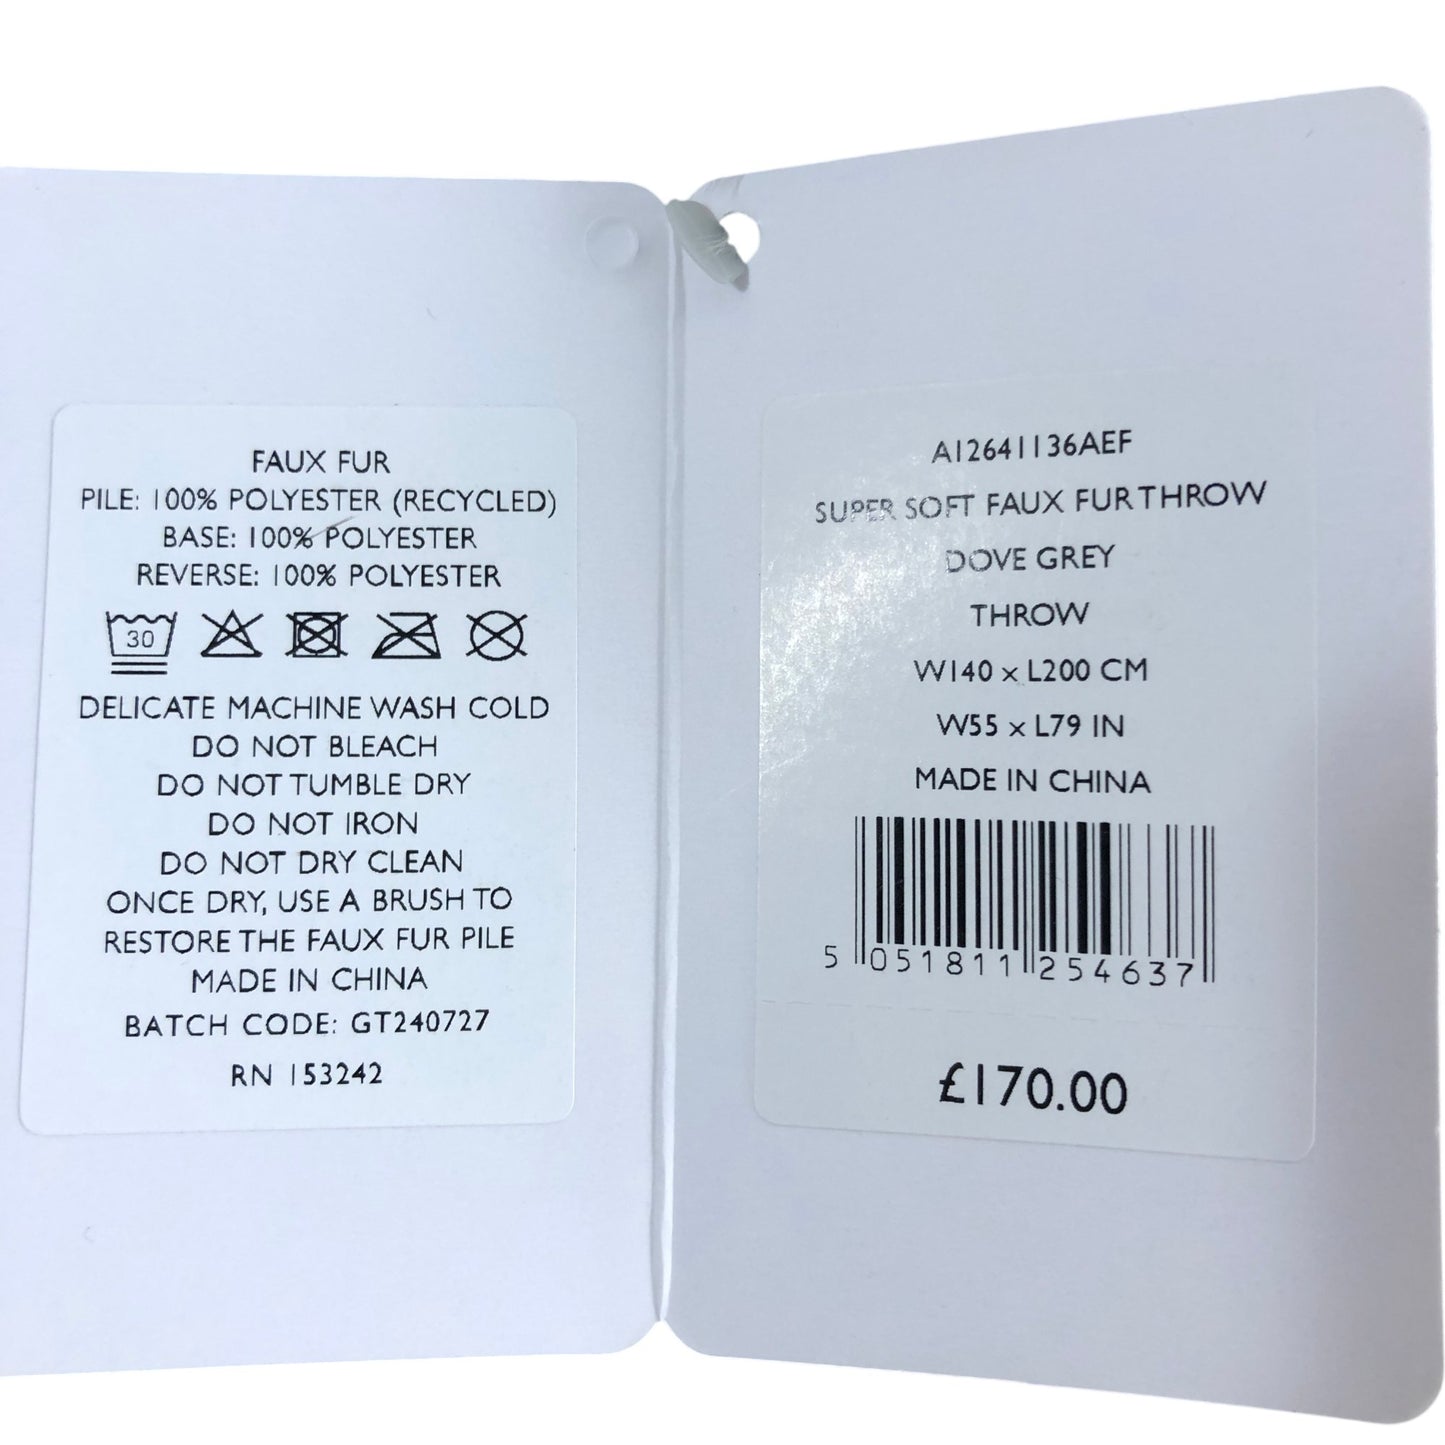 FAUX FUR
PILE: 100% POLYESTER (RECYCLED)
BASE: 100% POLYESTER
REVERSE: 100% POLYESTER
30
DELICATE MACHINE WASH COLD
DO NOT BLEACH
DO NOT TUMBLE DRY
DO NOT IRON
DO NOT DRY CLEAN
ONCE DRY, USE A BRUSH TO
RESTORE THE FAUX FUR PILE
MADE IN CHINA
BATCH CODE: GT240727
RN 153242
A12641136AEF
SUPER SOFT FAUX FUR THROW
DOVE GREY
THROW
W140 x L200 CM
W55 x L79 IN
MADE IN CHINA
5 051811 254637
£170.00